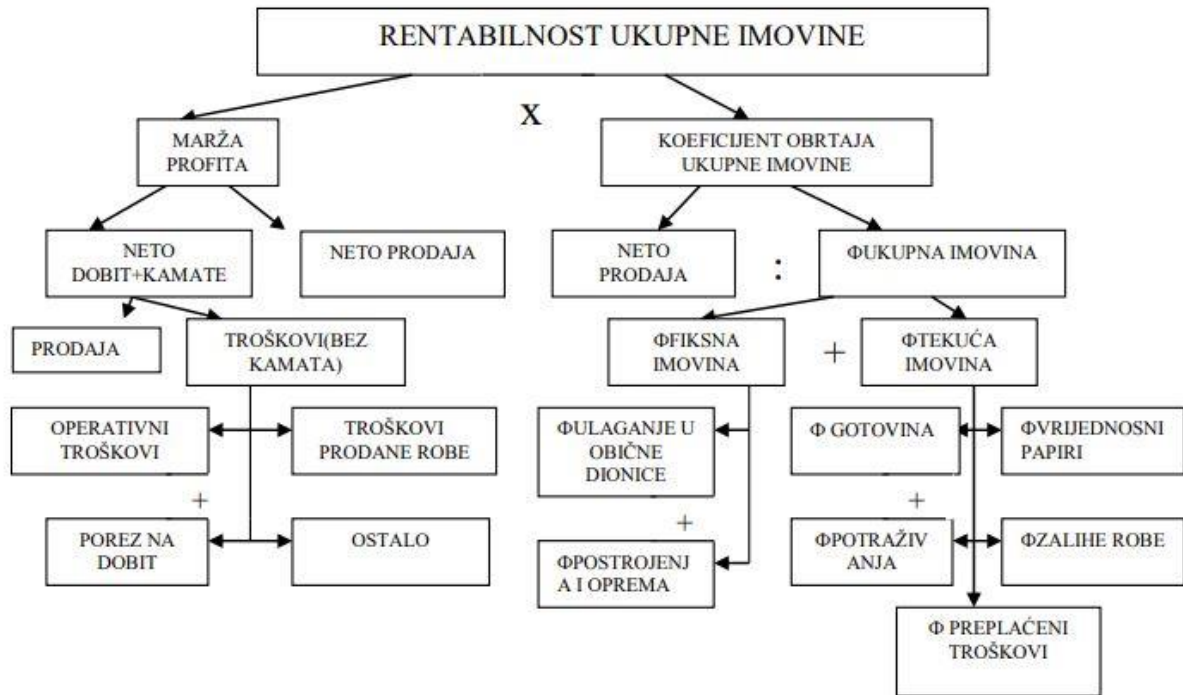 RENTABILNOST UKUPNE IMOVINE
X
MARŽA
PROFITA
KOEFICIJENT OBRTAJA
UKUPNE IMOVINE
NETO
DOBIT+KAMATE
NETO PRODAJA
NETO
PRODAJA
:
ΦUKUPNA IMOVINA
PRODAJA
TROŠKOVI(BEZ
KAMATA)
ΦFIKSNA
IMOVINA
+
ΦTEKUĆA
IMOVINA
OPERATIVNI
TROŠKOVI
TROŠKOVI
PRODANE ROBE
ΦULAGANJE U
OBIČNE
DIONICE
Φ GOTOVINA
ΦVRIJEDNOSNI
PAPIRI
+
+
+
POREZ NA
DOBIT
OSTALO
ΦPOSTROJENJ
A I OPREMA
ΦPOTRAŽIV
ANJA
ΦZALIHE ROBE
Φ PREPLAĆENI
TROŠKOVI